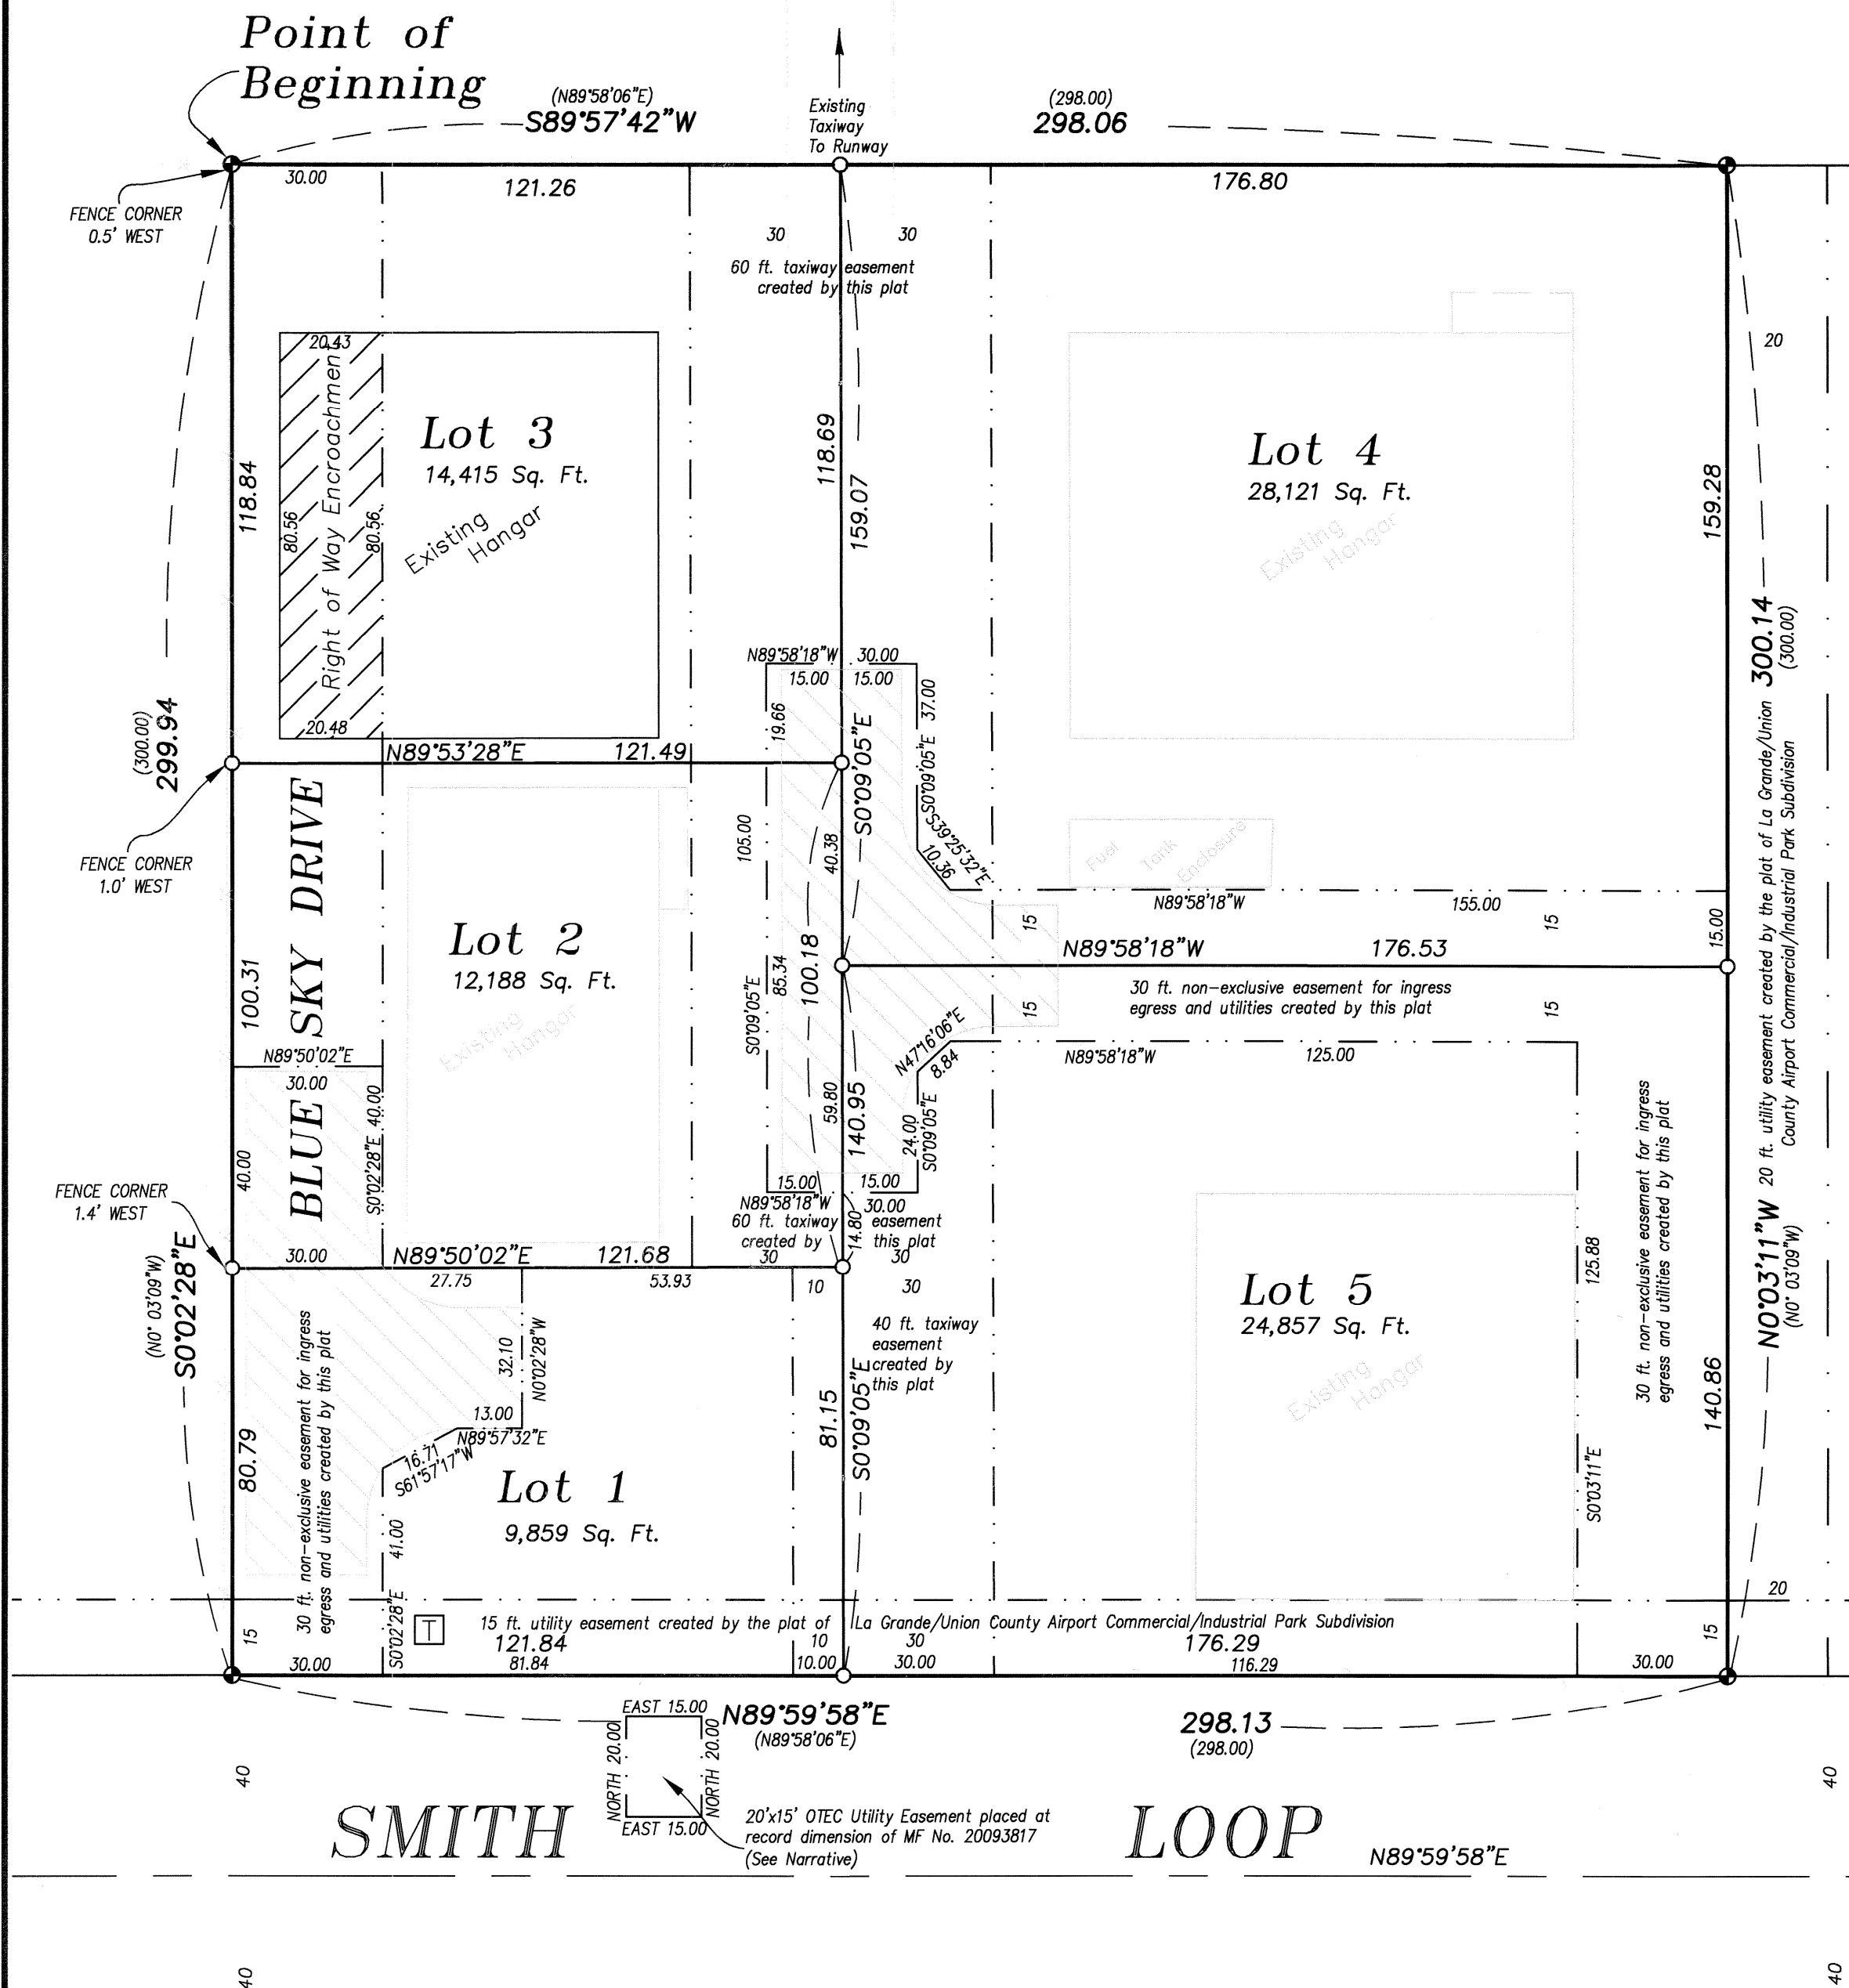 Point of
Beginning
(N89°58'06"E)
S89°57'42"W
Existing
Taxiway
To Runway
(298.00)
298.06
30.00
121.26
176.80
FENCE CORNER
0.5' WEST
30
30
60 ft. taxiway easement
created by this plat
20
20.43
Right of Way Encroachment
80.56
80.56
20.48
Lot 3
14,415 Sq. Ft.
Existing
Hangar
118.84
118.69
159.07
Lot 4
28,121 Sq. Ft.
Existing
Hangar
159.28
300.14
(300.00)
(300.00)
299.94
N89°58'18"W
30.00
15.00
15.00
19.66
37.00
S0°09'05"E
S0°09'05"E
N89°53'28"E
121.49
FENCE CORNER
1.0' WEST
BLUE SKY DRIVE
105.00
40.38
S39°25'32"E
10.36
Fuel
Tank
Enclosure
N89°58'18"W
155.00
15
15
15.00
Lot 2
12,188 Sq. Ft.
Existing
Hangar
100.31
85.34
100.18
S0°09'05"E
N89°58'18"W
176.53
30 ft. non-exclusive easement for ingress
egress and utilities created by this plat
15
15
N47°16'06"E
8.84
N89°58'18"W
125.00
N89°50'02"E
30.00
40.00
S0°02'28"E
40.00
59.80
140.95
24.00
S0°09'05"E
FENCE CORNER
1.4' WEST
15.00
15.00
N89°58'18"W
30.00
60 ft. taxiway easement
created by this plat
14.80
30
30
30.00
N89°50'02"E
121.68
27.75
53.93
10
30
(N0° 03'09"W)
S0°02'28"E
40 ft. taxiway
easement
created by
this plat
30 ft. non-exclusive easement for ingress
egress and utilities created by this plat
32.10
N0°02'28"W
13.00
N89°57'32"E
16.71
S61°57'17"W
80.79
Lot 1
9,859 Sq. Ft.
41.00
S0°02'28"E
81.15
S0°09'05"E
Lot 5
24,857 Sq. Ft.
Existing
Hangar
125.88
S0°03'11"E
30 ft. non-exclusive easement for ingress
egress and utilities created by this plat
140.86
N0°03'11"W
(N0° 03'09"W)
20 ft. utility easement created by the plat of La Grande/Union
County Airport Commercial/Industrial Park Subdivision
20
15
T
15 ft. utility easement created by the plat of La Grande/Union County Airport Commercial/Industrial Park Subdivision
15
121.84
10
30
176.29
30.00
81.84
10.00
30.00
116.29
30.00
EAST 15.00
N89°59'58"E
(N89°58'06"E)
298.13
(298.00)
NORTH 20.00
NORTH 20.00
EAST 15.00
40
40
SMITH LOOP
20'x15' OTEC Utility Easement placed at
record dimension of MF No. 20093817
(See Narrative)
N89°59'58"E
40
40